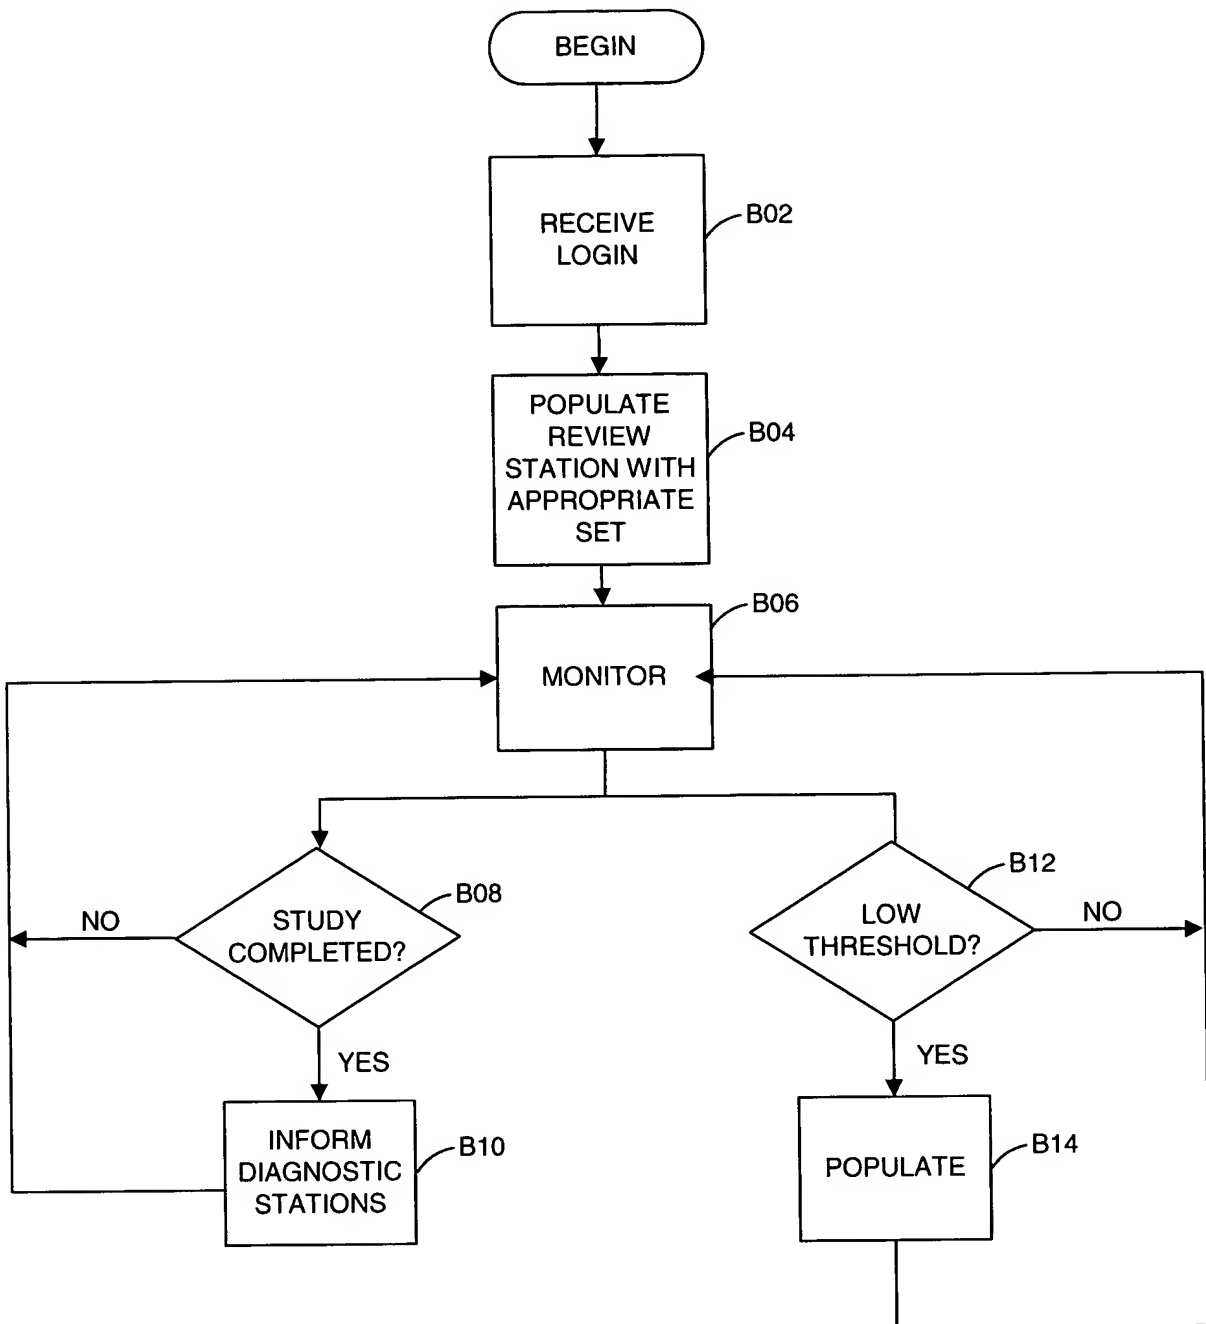 BEGIN
RECEIVE
LOGIN
B02
POPULATE
REVIEW
STATION WITH
APPROPRIATE
SET
B04
MONITOR
B06
STUDY
COMPLETED?
B08
NO
YES
INFORM
DIAGNOSTIC
STATIONS
B10
LOW
THRESHOLD?
B12
NO
YES
POPULATE
B14